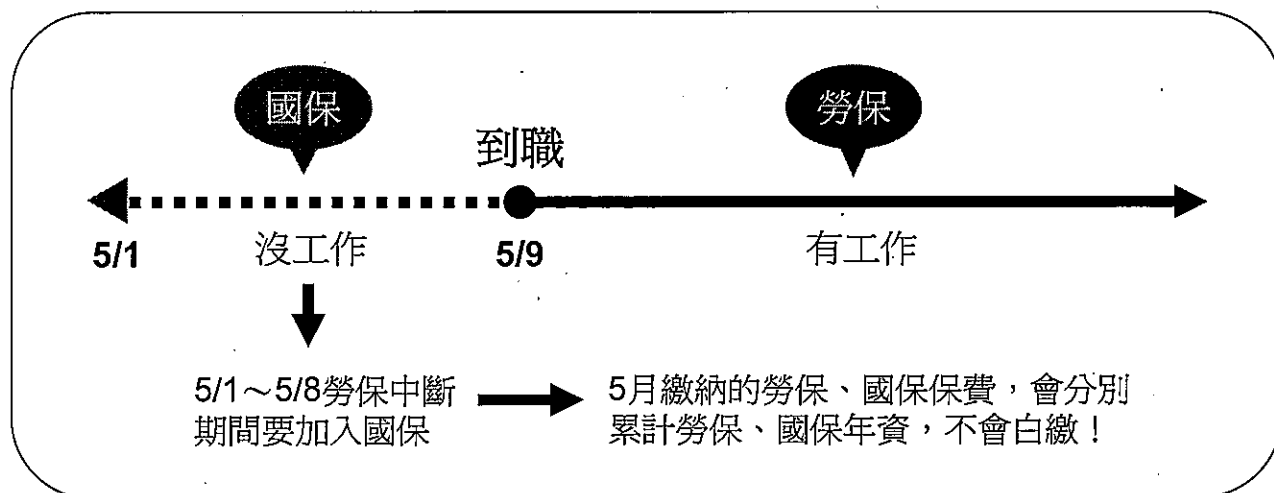 國保
勞保
到職
5/1
沒工作
5/9
有工作
5/1～5/8勞保中斷
期間要加入國保
5月繳納的勞保、國保保費，會分別
累計勞保、國保年資，不會白繳！